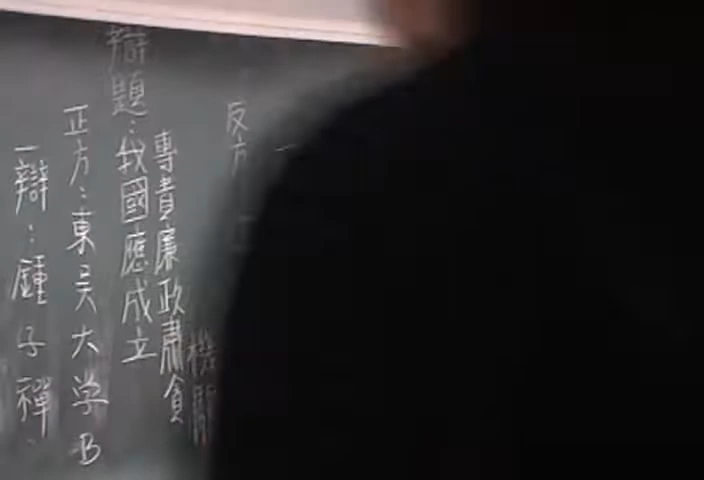 辯題：我國應成立
專責廉政肅貪
機關
正方：東吳大学B
一辯：鍾子禪
反方